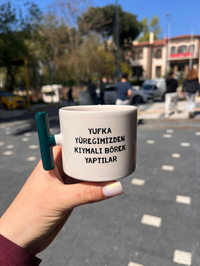 YUFKA
YÜREĞİMİZDEN
KIYMALI BÖREK
YAPTILAR